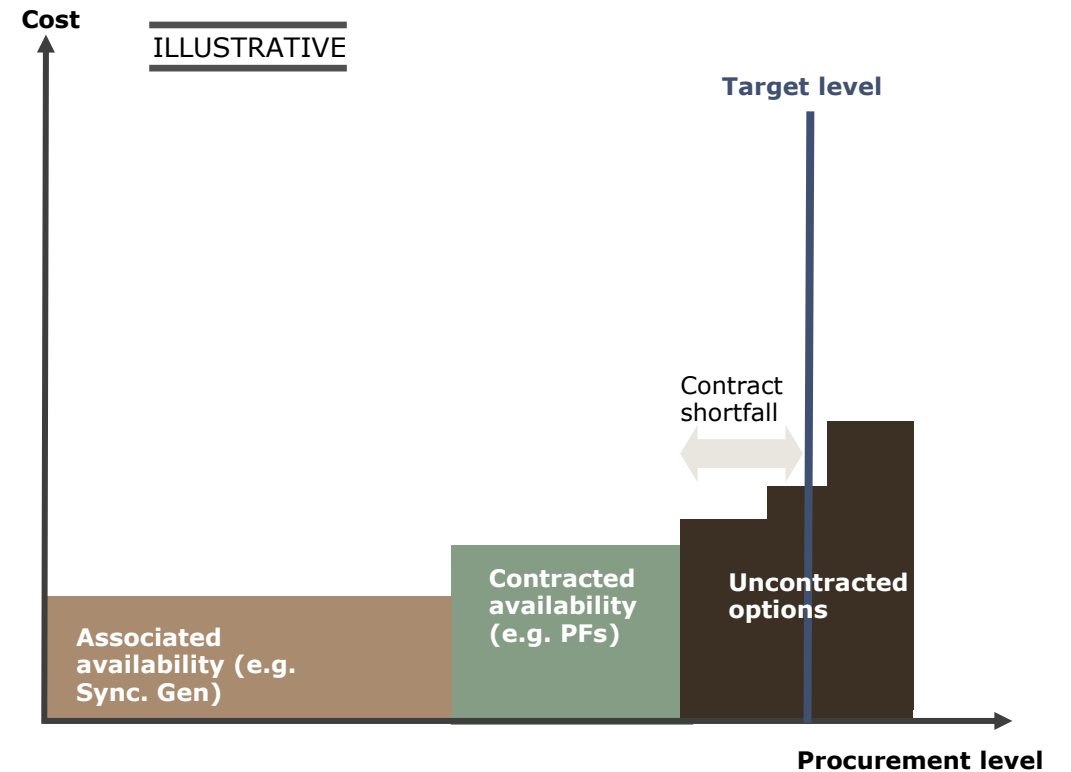 Cost
ILLUSTRATIVE
Target level
Contract
shortfall
Contracted
availability
(e.g. PFs)
Uncontracted
options
Associated
availability (e.g.
Sync. Gen)
Procurement level